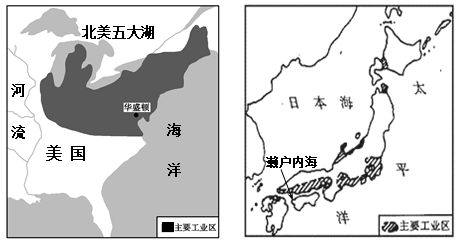 北美五大湖
河
流
华盛顿
美国
海
洋
主要工业区
日本海
太
平
洋
濑户内海
主要工业区